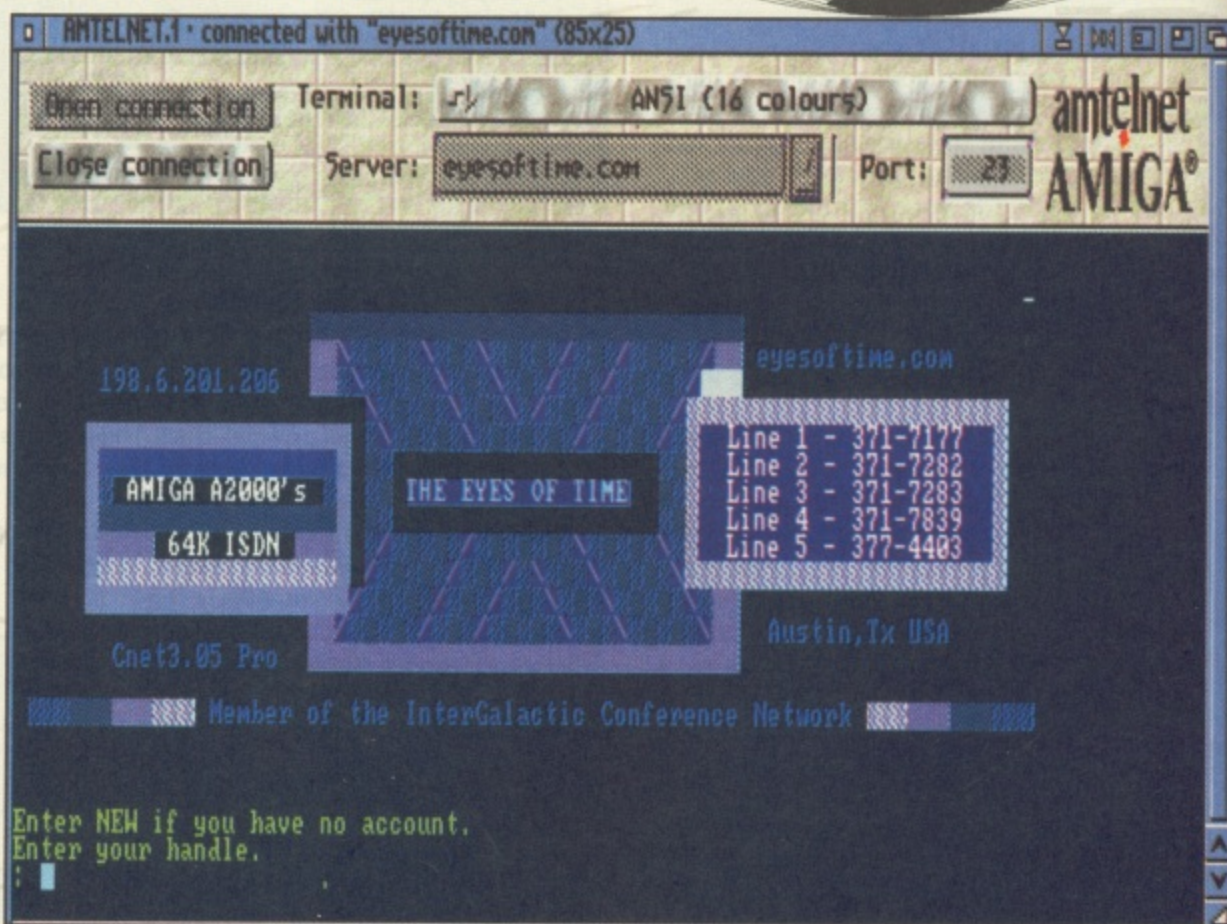 AMTELNET.1 · connected with "eyesoftime.com" (85x25)
Open connection
Terminal: ANSI (16 colours)
amtelnet
Close connection
Server: eyesoftime.com
Port: 23
AMIGA®
198.6.201.206
eyesoftime.com
AMIGA A2000's
64K ISDN
THE EYES OF TIME
Line 1 - 371-7177
Line 2 - 371-7282
Line 3 - 371-7283
Line 4 - 371-7839
Line 5 - 377-4403
Cnet3.05 Pro
Austin,Tx USA
Member of the InterGalactic Conference Network
Enter NEW if you have no account.
Enter your handle.
: